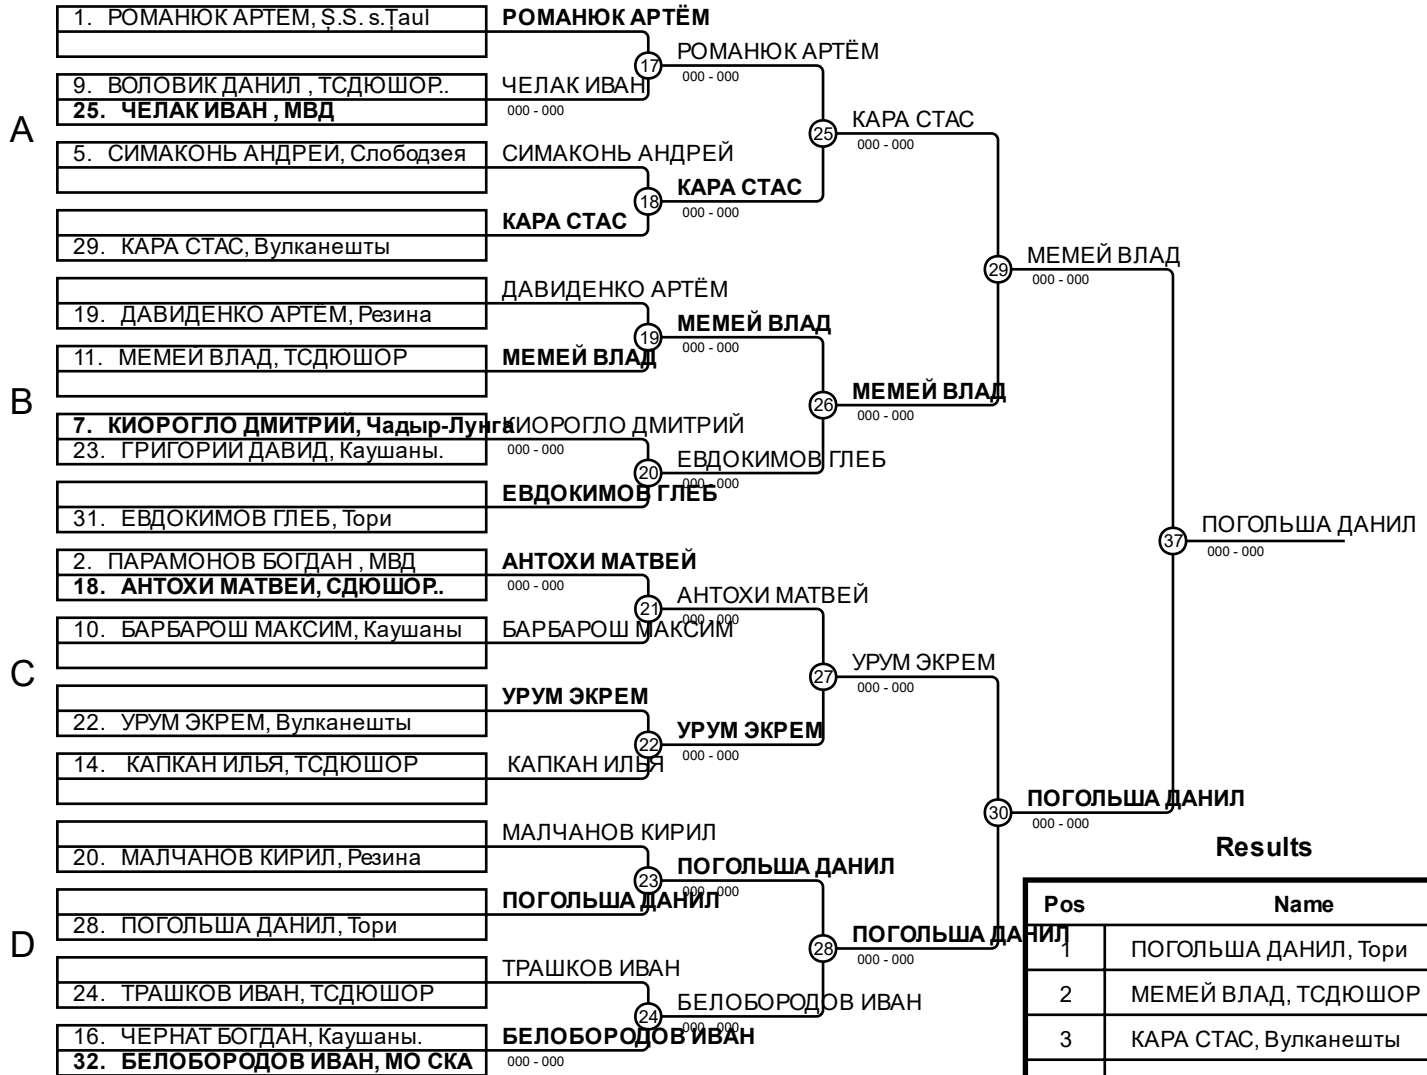 1. РОМАНЮК АРТЁМ, Ș.S. s.Țaul
РОМАНЮК АРТЁМ
17
РОМАНЮК АРТЁМ
000 - 000
9. ВОЛОВИК ДАНИЛ , ТСДЮШОР..
ЧЕЛАК ИВАН
25. ЧЕЛАК ИВАН , МВД
000 - 000
A
25
КАРА СТАС
000 - 000
5. СИМАКОНЬ АНДРЕЙ, Слободзея
СИМАКОНЬ АНДРЕЙ
18
КАРА СТАС
000 - 000
КАРА СТАС
29. КАРА СТАС, Вулканешты
29
МЕМЕЙ ВЛАД
000 - 000
ДАВИДЕНКО АРТЁМ
19. ДАВИДЕНКО АРТЁМ, Резина
19
МЕМЕЙ ВЛАД
000 - 000
11. МЕМЕЙ ВЛАД, ТСДЮШОР
МЕМЕЙ ВЛАД
B
26
МЕМЕЙ ВЛАД
000 - 000
7. КИОРОГЛО ДМИТРИЙ, Чадыр-Лунга
КИОРОГЛО ДМИТРИЙ
23. ГРИГОРИЙ ДАВИД, Каушаны.
000 - 000
20
ЕВДОКИМОВ ГЛЕБ
000 - 000
ЕВДОКИМОВ ГЛЕБ
31. ЕВДОКИМОВ ГЛЕБ, Тори
37
ПОГОЛЬША ДАНИЛ
000 - 000
2. ПАРАМОНОВ БОГДАН , МВД
АНТОХИ МАТВЕЙ
18. АНТОХИ МАТВЕЙ, СДЮШОР..
000 - 000
21
АНТОХИ МАТВЕЙ
000 - 000
10. БАРБАРОШ МАКСИМ, Каушаны
БАРБАРОШ МАКСИМ
C
27
УРУМ ЭКРЕМ
000 - 000
УРУМ ЭКРЕМ
22. УРУМ ЭКРЕМ, Вулканешты
22
УРУМ ЭКРЕМ
000 - 000
14. КАПКАН ИЛЬЯ, ТСДЮШОР
КАПКАН ИЛЬЯ
30
ПОГОЛЬША ДАНИЛ
000 - 000
МАЛЧАНОВ КИРИЛ
20. МАЛЧАНОВ КИРИЛ, Резина
23
ПОГОЛЬША ДАНИЛ
000 - 000
ПОГОЛЬША ДАНИЛ
28. ПОГОЛЬША ДАНИЛ, Тори
D
28
ПОГОЛЬША ДАНИЛ
000 - 000
ТРАШКОВ ИВАН
24. ТРАШКОВ ИВАН, ТСДЮШОР
24
БЕЛОБОРОДОВ ИВАН
000 - 000
16. ЧЕРНАТ БОГДАН, Каушаны.
БЕЛОБОРОДОВ ИВАН
32. БЕЛОБОРОДОВ ИВАН, МО СКА
000 - 000
Results
Pos Name
1 ПОГОЛЬША ДАНИЛ, Тори
2 МЕМЕЙ ВЛАД, ТСДЮШОР
3 КАРА СТАС, Вулканешты